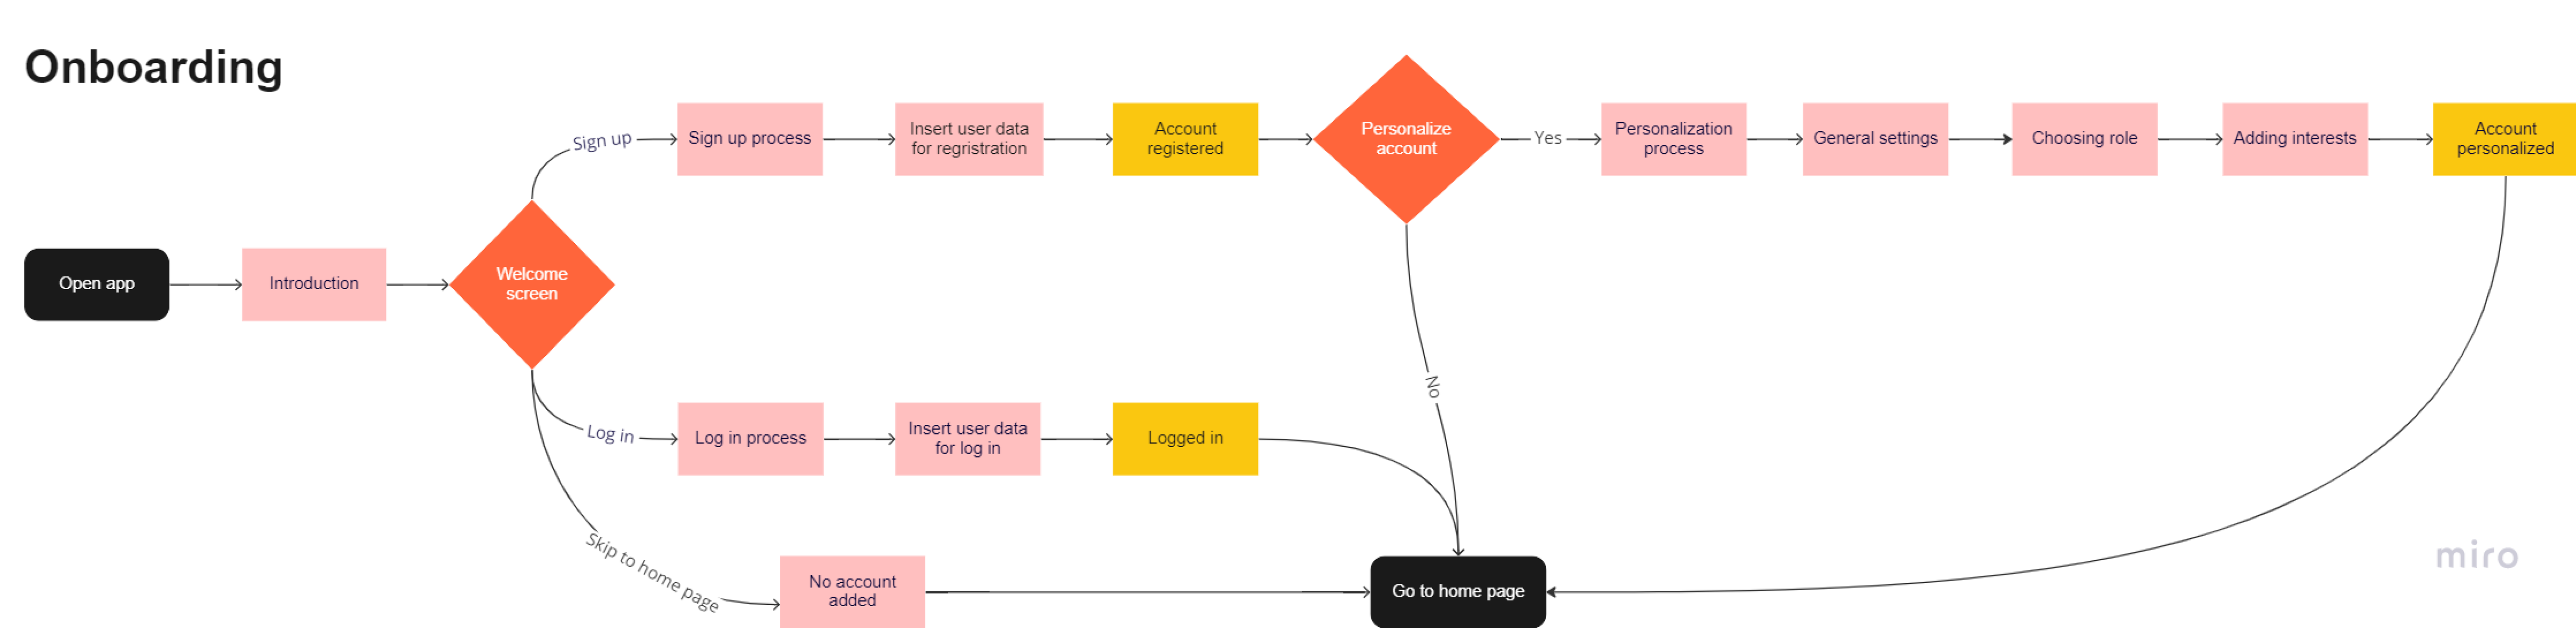 Onboarding
Open app
Introduction
Welcome
screen
Sign up
Sign up process
Insert user data
for regristration
Account
registered
Personalize
account
Yes
Personalization
process
General settings
Choosing role
Adding interests
Account
personalized
No
Log in
Log in process
Insert user data
for log in
Logged in
Skip to home page
No account
added
Go to home page
miro